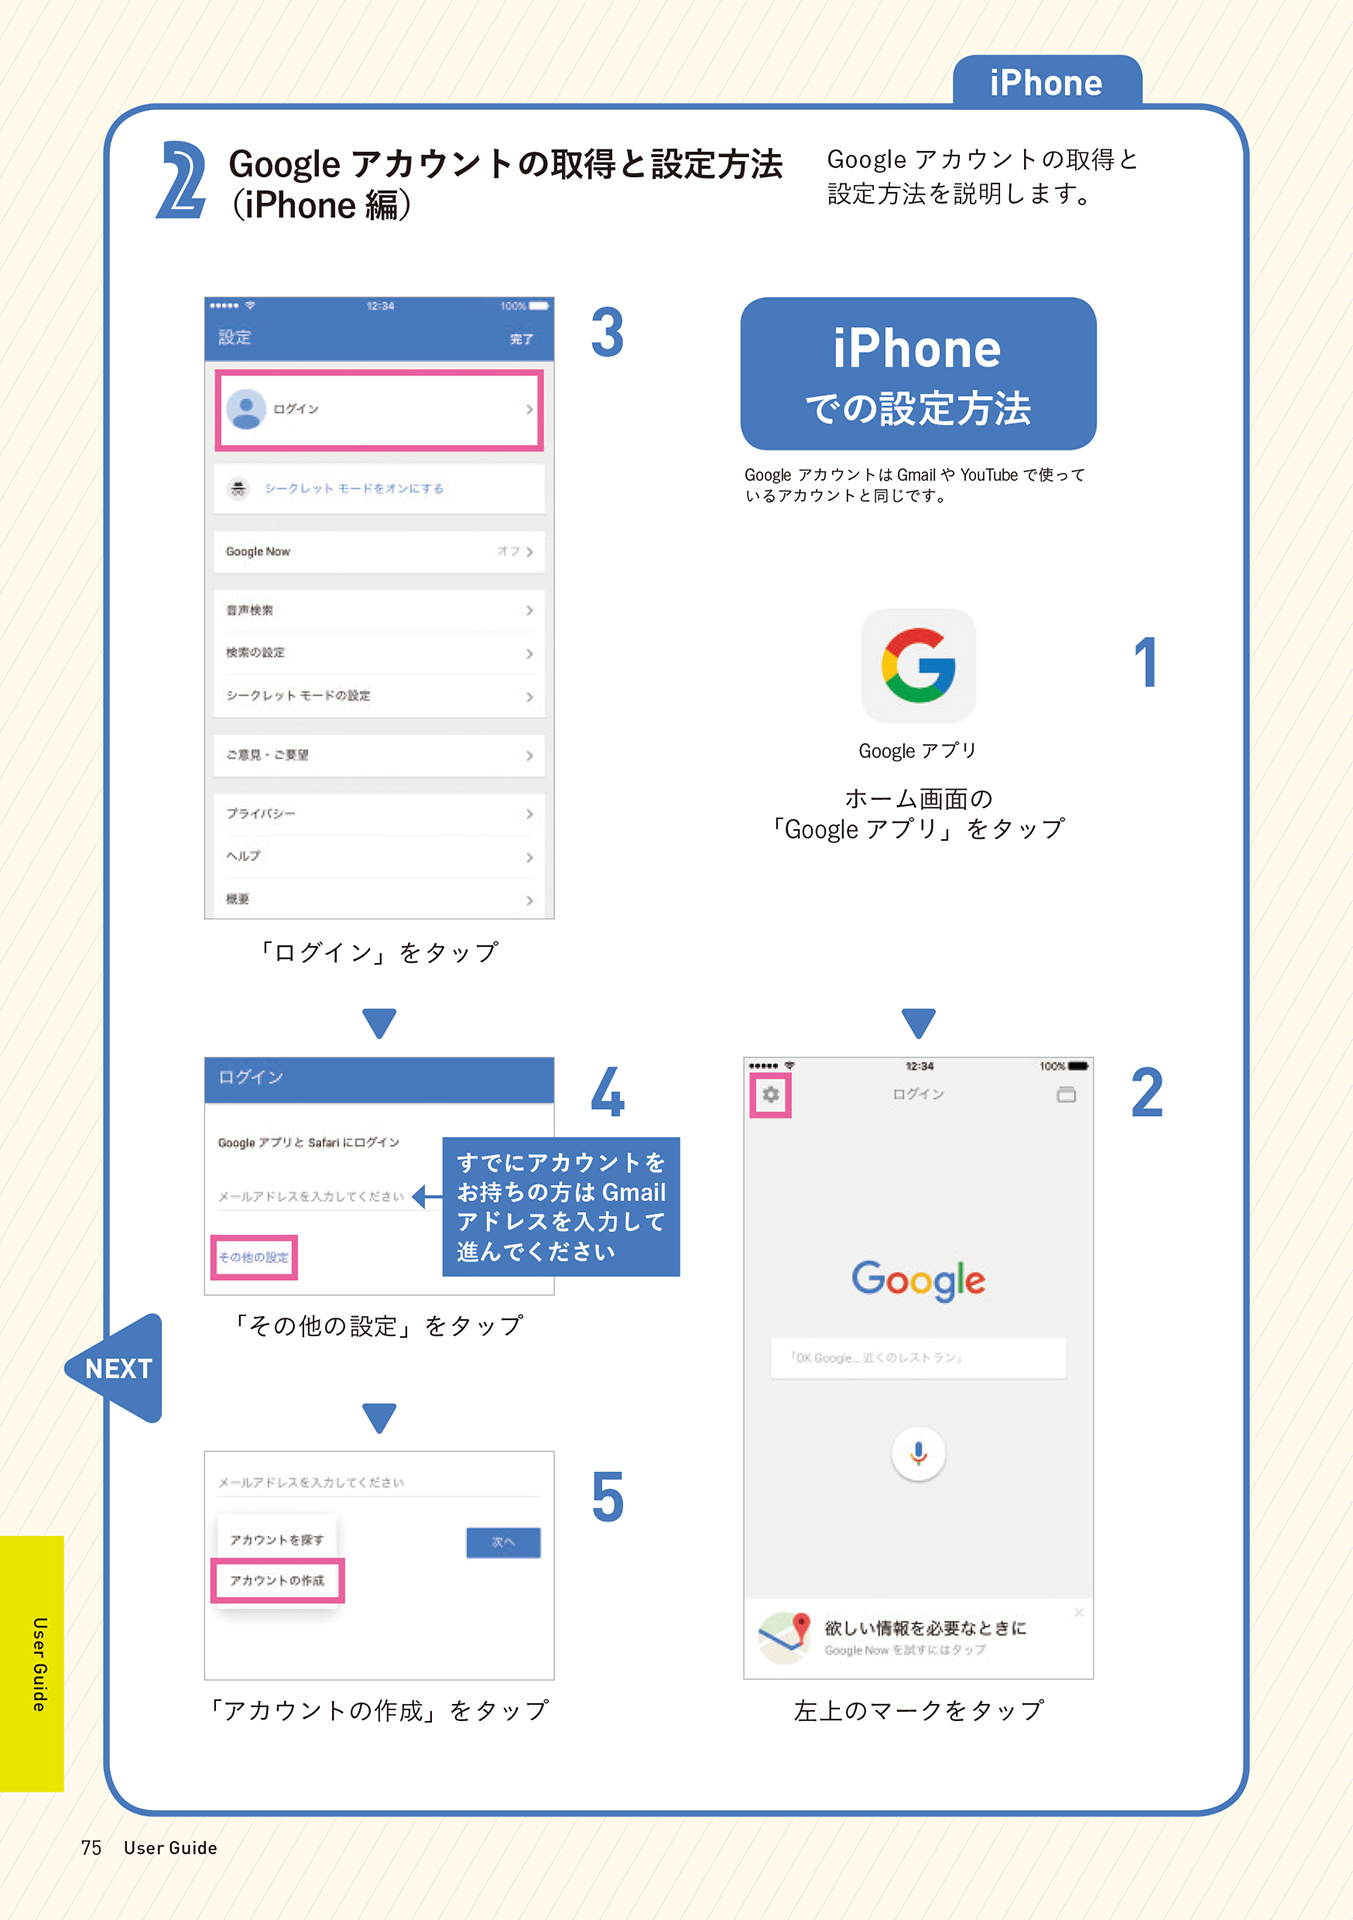 iPhone
2
Google アカウントの取得と設定方法
（iPhone 編）
Google アカウントの取得と
設定方法を説明します。
iPhone
での設定方法
Google アカウントは Gmail や YouTube で使って
いるアカウントと同じです。
1
Google アプリ
ホーム画面の
「Google アプリ」をタップ
2
12:34
100%
ログイン
Google
「OK Google... 近くのレストラン」
欲しい情報を必要なときに
Google Now を試すにはタップ
左上のマークをタップ
3
12:34
100%
設定
完了
ログイン
シークレット モードをオンにする
Google Now
オフ
音声検索
検索の設定
シークレット モードの設定
ご意見・ご要望
プライバシー
ヘルプ
概要
「ログイン」をタップ
4
ログイン
Google アプリと Safari にログイン
メールアドレスを入力してください
すでにアカウントを
お持ちの方は Gmail
アドレスを入力して
進んでください
その他の設定
「その他の設定」をタップ
5
メールアドレスを入力してください
アカウントを探す
次へ
アカウントの作成
「アカウントの作成」をタップ
NEXT
User Guide
75 User Guide